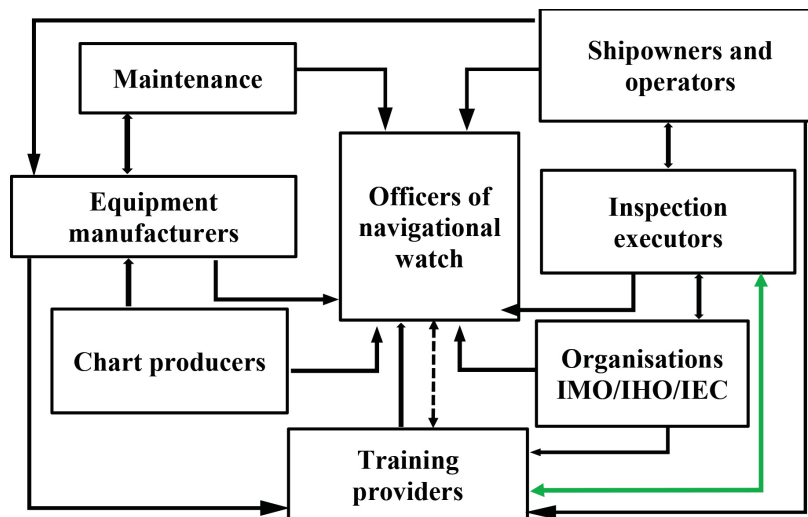 Maintenance
Shipowners and
operators
Officers of
navigational
watch
Equipment
manufacturers
Inspection
executors
Chart producers
Organisations
IMO/IHO/IEC
Training
providers